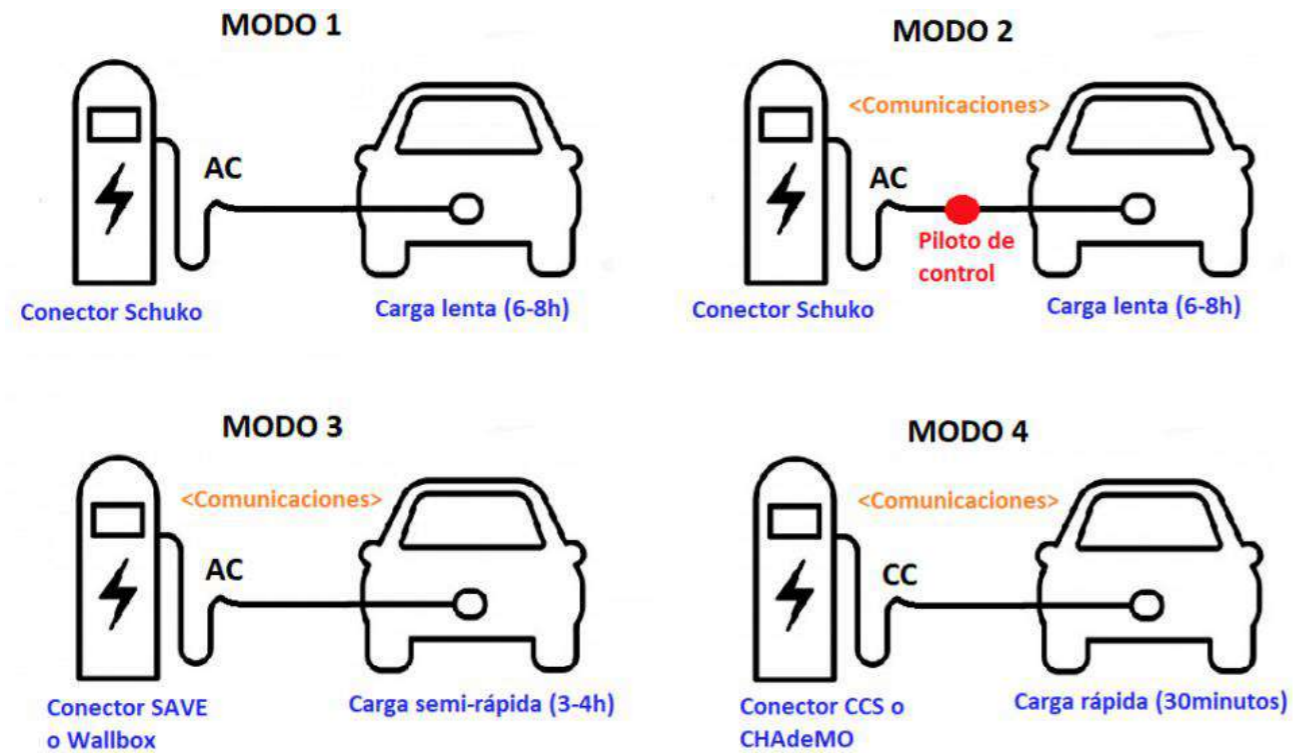 MODO 1
AC
Conector Schuko
Carga lenta (6-8h)
MODO 2
<Comunicaciones>
AC
Piloto de
control
Conector Schuko
Carga lenta (6-8h)
MODO 3
<Comunicaciones>
AC
Conector SAVE
o Wallbox
Carga semi-rápida (3-4h)
MODO 4
<Comunicaciones>
CC
Conector CCS o
CHAdeMO
Carga rápida (30minutos)